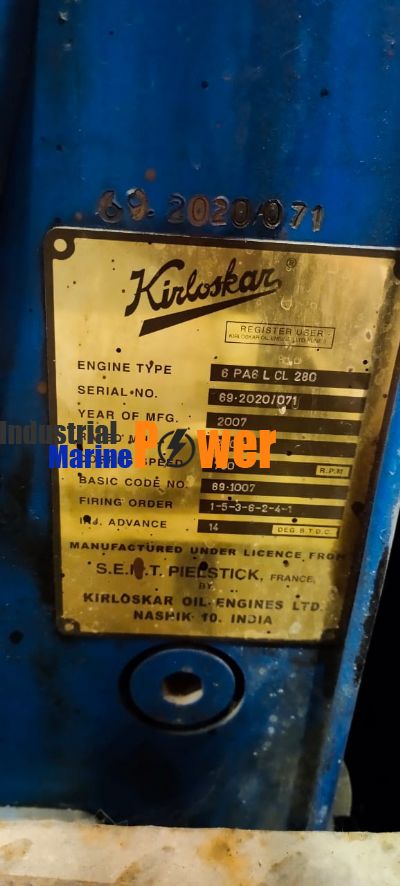 69.2020/071
Kirloskar®
REGISTER USER
ENGINE TYPE 6 PA6 L CL 280
SERIAL NO. 69·2020/071
YEAR OF MFG. 2007
Industrial
Marine
Power
SPEED R.P.M
BASIC CODE NO. 69·1007
FIRING ORDER 1-5-3-6-2-4-1
INJ. ADVANCE 14 DEG.B.T.D.C.
MANUFACTURED UNDER LICENCE FROM
S.E.M.T. PIELSTICK, FRANCE,
BY
KIRLOSKAR OIL ENGINES LTD.
NASHIK 10. INDIA